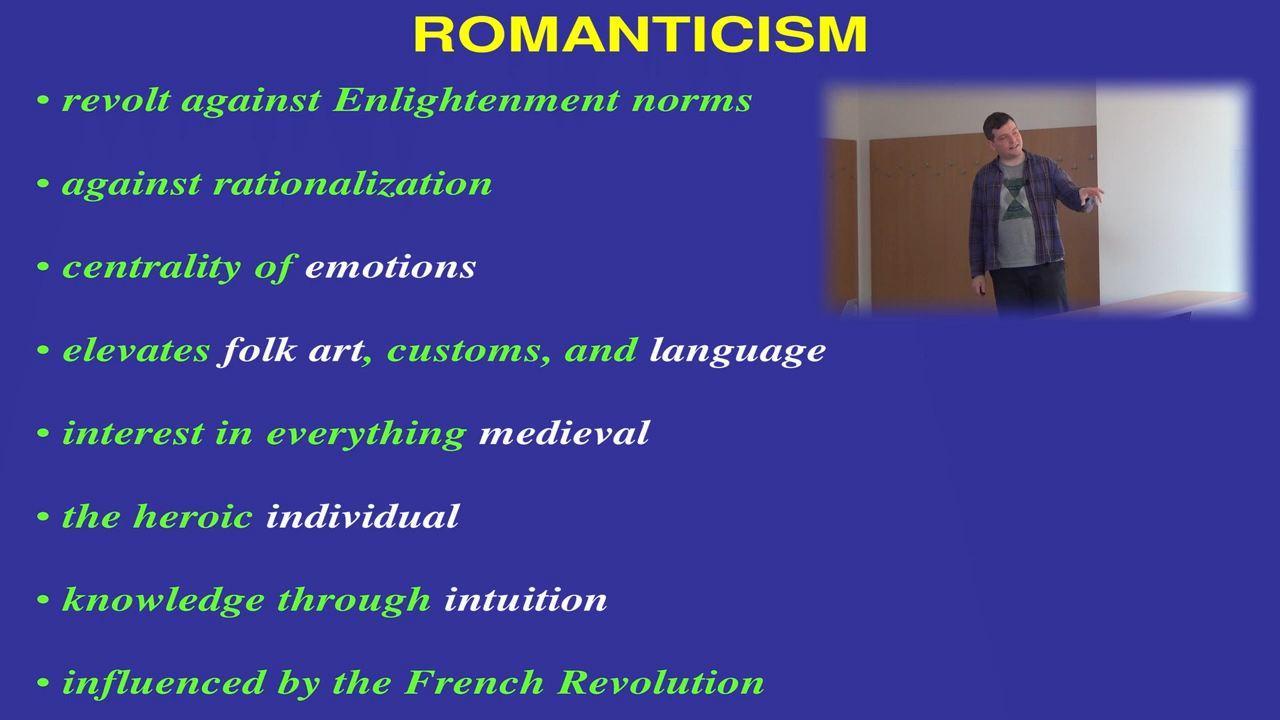 ROMANTICISM
• revolt against Enlightenment norms
• against rationalization
• centrality of emotions
• elevates folk art, customs, and language
• interest in everything medieval
• the heroic individual
• knowledge through intuition
• influenced by the French Revolution